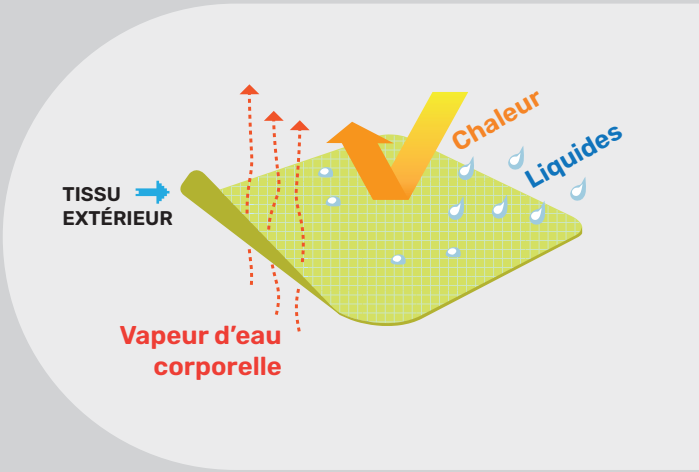 Chaleur
Liquides
TISSU
EXTÉRIEUR
Vapeur d'eau
corporelle